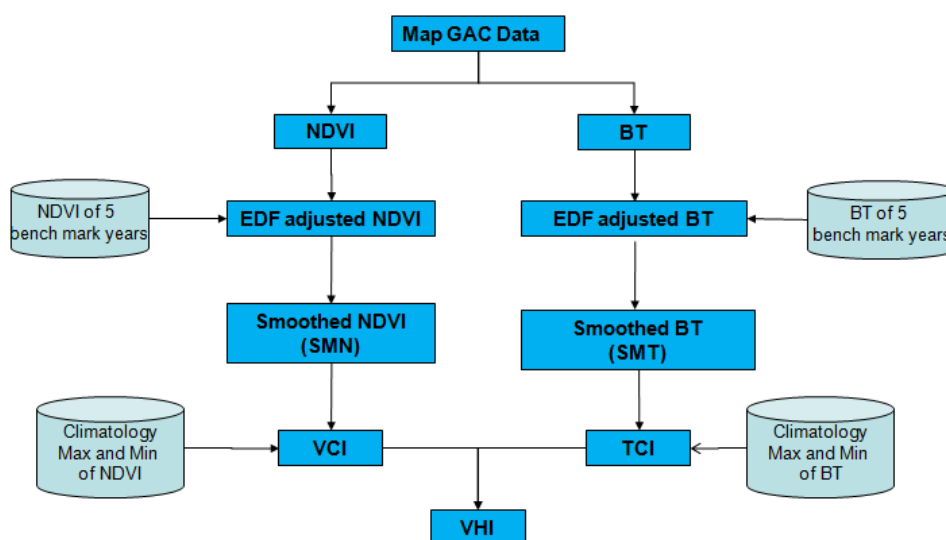 Map GAC Data
NDVI
BT
NDVI of 5
bench mark years
EDF adjusted NDVI
EDF adjusted BT
BT of 5
bench mark years
Smoothed NDVI
(SMN)
Smoothed BT
(SMT)
Climatology
Max and Min
of NDVI
VCI
TCI
Climatology
Max and Min
of BT
VHI